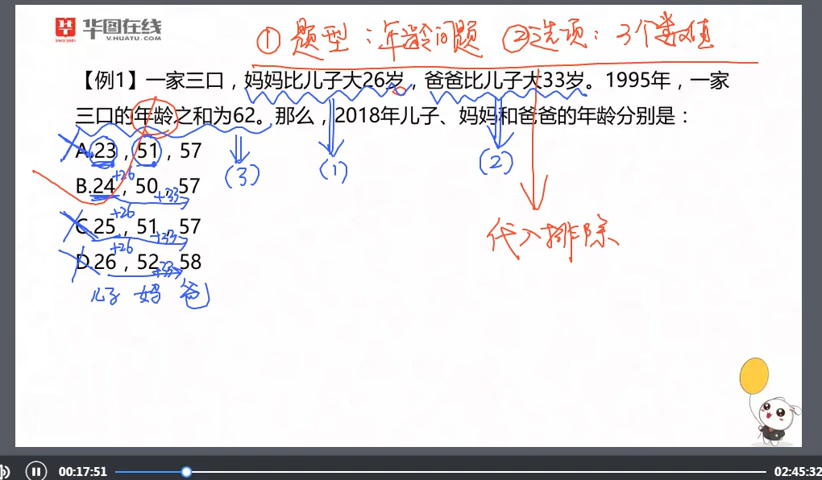 华图在线
V.HUATU.COM
①题型：年龄问题 ②选项：3个数值
【例1】一家三口，妈妈比儿子大26岁，爸爸比儿子大33岁。1995年，一家
三口的年龄之和为62。那么，2018年儿子、妈妈和爸爸的年龄分别是：
A.23，51，57
(3) (1) (2)
B.24，50，57
+26 +33
代入排除
C.25，51，57
+26 +33
D.26，52，58
+26 +33
儿子 妈 爸
00:17:51
02:45:32